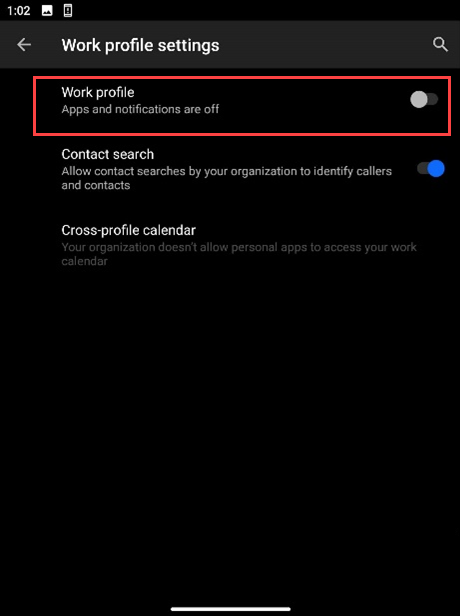 1:02
Work profile settings
Work profile
Apps and notifications are off
Contact search
Allow contact searches by your organization to identify callers
and contacts
Cross-profile calendar
Your organization doesn't allow personal apps to access your work
calendar